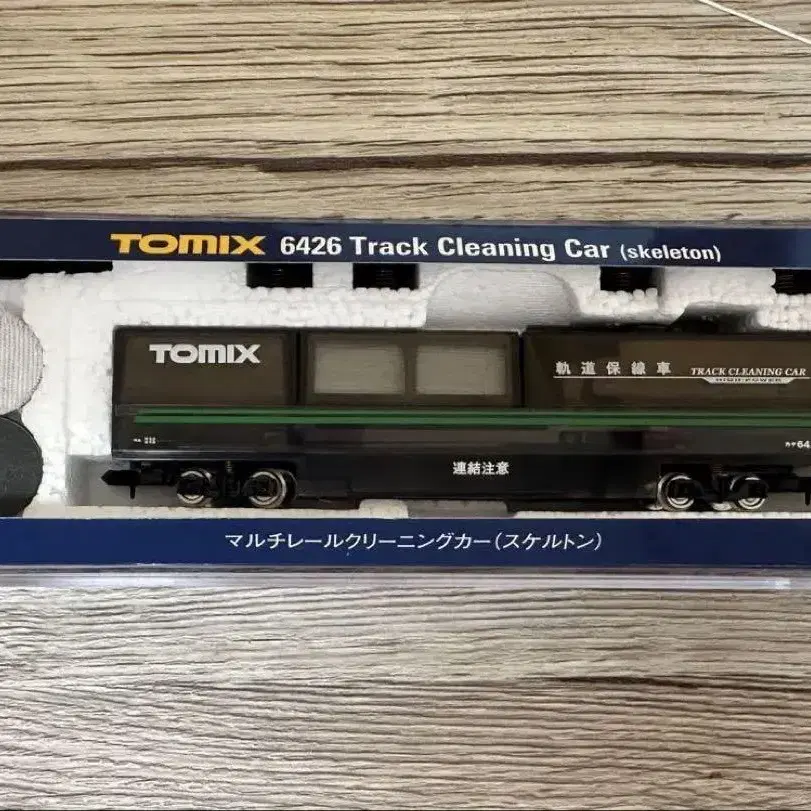 TOMIX 6426 Track Cleaning Car (skeleton)
TOMIX
軌道保線車 TRACK CLEANING CAR
HIGH-POWER
連結注意
マルチレールクリーニングカー(スケルトン)